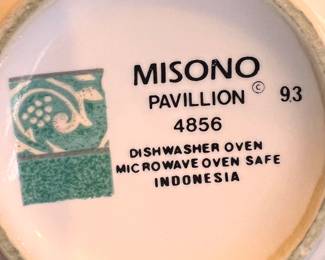 MISONO
PAVILLION © 93
4856
DISHWASHER OVEN
MICROWAVE OVEN SAFE
INDONESIA